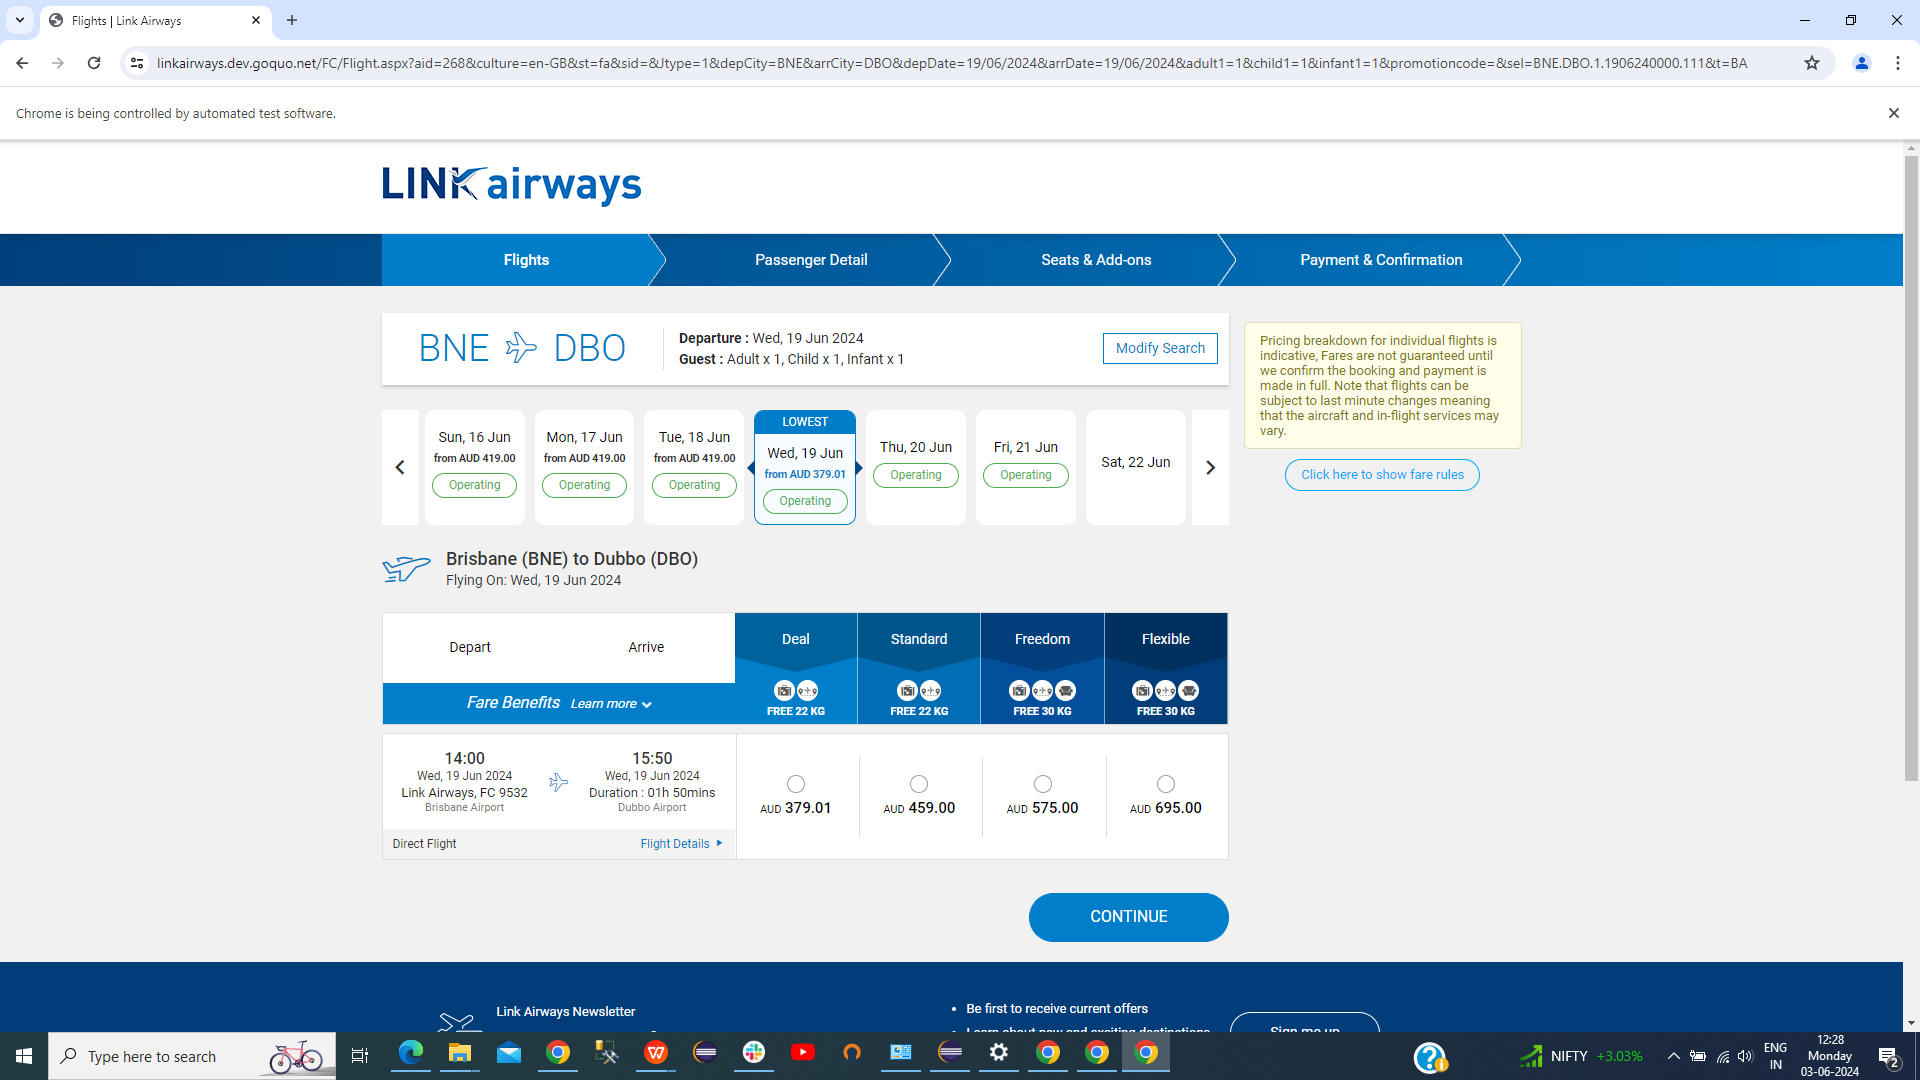 Flights | Link Airways
linkairways.dev.goquo.net/FC/Flight.aspx?aid=268&culture=en-GB&st=fa&sid=&Jtype=1&depCity=BNE&arrCity=DBO&depDate=19/06/2024&arrDate=19/06/2024&adult1=1&child1=1&infant1=1&promotioncode=&sel=BNE.DBO.1.1906240000.111&t=BA
Chrome is being controlled by automated test software.
LINK airways
Flights
Passenger Detail
Seats & Add-ons
Payment & Confirmation
BNE DBO
Departure : Wed, 19 Jun 2024
Guest : Adult x 1, Child x 1, Infant x 1
Modify Search
Pricing breakdown for individual flights is
indicative, Fares are not guaranteed until
we confirm the booking and payment is
made in full. Note that flights can be
subject to last minute changes meaning
that the aircraft and in-flight services may
vary.
Click here to show fare rules
Sun, 16 Jun
from AUD 419.00
Operating
Mon, 17 Jun
from AUD 419.00
Operating
Tue, 18 Jun
from AUD 419.00
Operating
LOWEST
Wed, 19 Jun
from AUD 379.01
Operating
Thu, 20 Jun
Operating
Fri, 21 Jun
Operating
Sat, 22 Jun
Brisbane (BNE) to Dubbo (DBO)
Flying On: Wed, 19 Jun 2024
Depart
Arrive
Deal
Standard
Freedom
Flexible
Fare Benefits Learn more
FREE 22 KG
FREE 22 KG
FREE 30 KG
FREE 30 KG
14:00
Wed, 19 Jun 2024
Link Airways, FC 9532
Brisbane Airport
15:50
Wed, 19 Jun 2024
Duration : 01h 50mins
Dubbo Airport
AUD 379.01
AUD 459.00
AUD 575.00
AUD 695.00
Direct Flight
Flight Details
CONTINUE
Link Airways Newsletter
Be first to receive current offers
Learn about new and exciting destinations
Sign me up
Type here to search
NIFTY +3.03%
ENG
IN
12:28
Monday
03-06-2024
2